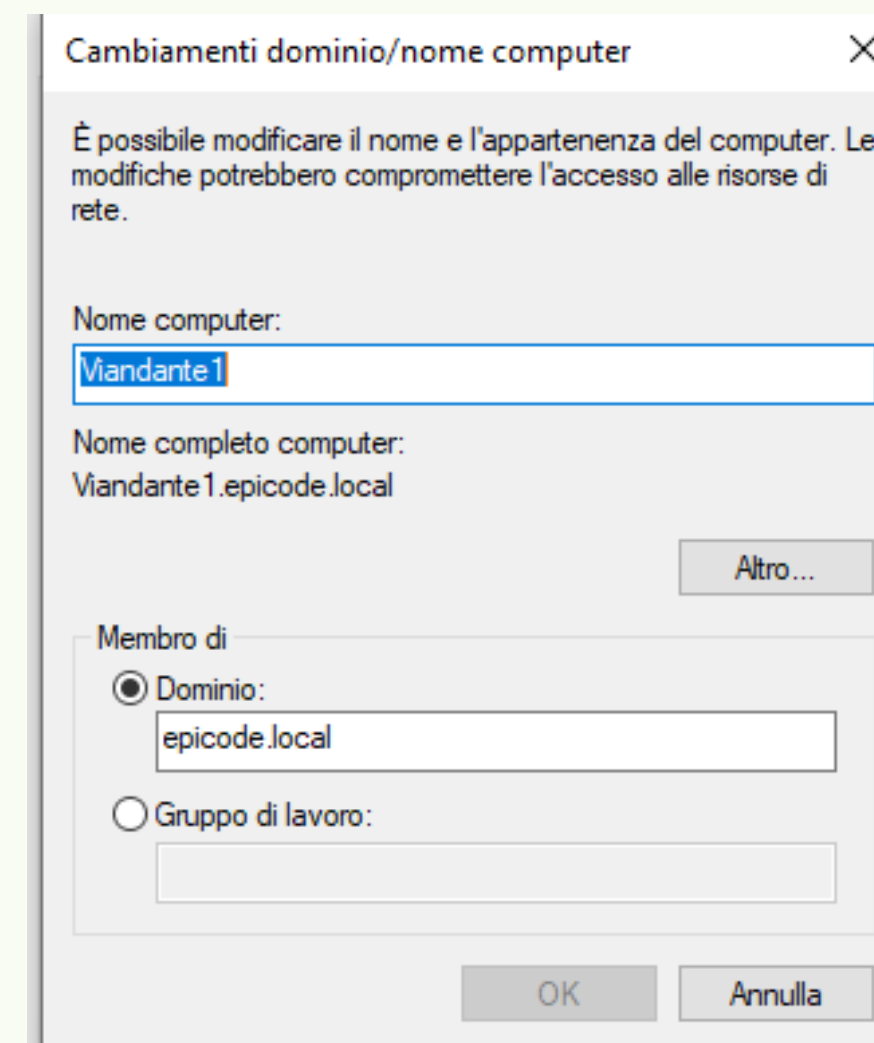 Cambiamenti dominio/nome computer
È possibile modificare il nome e l'appartenenza del computer. Le
modifiche potrebbero compromettere l'accesso alle risorse di
rete.
Nome computer:
Viandante1
Nome completo computer:
Viandante1.epicode.local
Altro...
Membro di
Dominio:
epicode.local
Gruppo di lavoro:
OK
Annulla